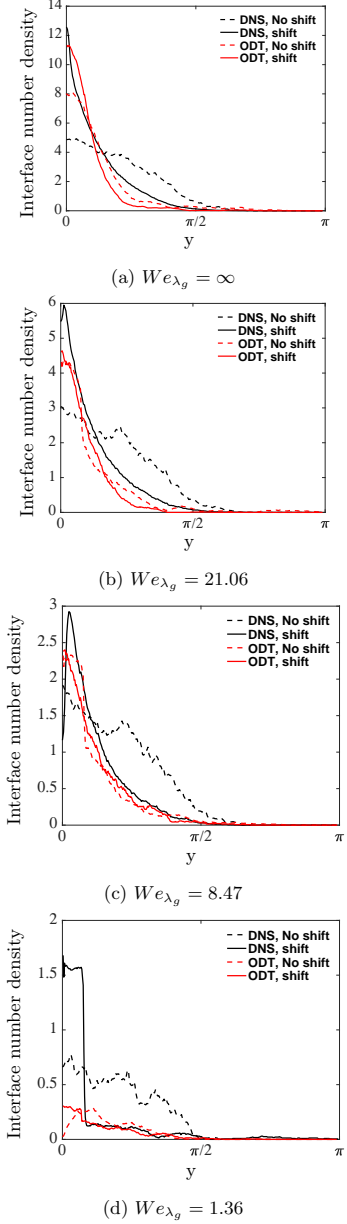 14
12
10
8
6
4
2
0
Interface number density
DNS, No shift
DNS, shift
ODT, No shift
ODT, shift
0
π/2
π
y
(a) We_{λ_g} = ∞
6
5
4
3
2
1
0
Interface number density
DNS, No shift
DNS, shift
ODT, No shift
ODT, shift
0
π/2
π
y
(b) We_{λ_g} = 21.06
3
2.5
2
1.5
1
0.5
0
Interface number density
DNS, No shift
DNS, shift
ODT, No shift
ODT, shift
0
π/2
π
y
(c) We_{λ_g} = 8.47
2
1.5
1
0.5
0
Interface number density
DNS, No shift
DNS, shift
ODT, No shift
ODT, shift
0
π/2
π
y
(d) We_{λ_g} = 1.36